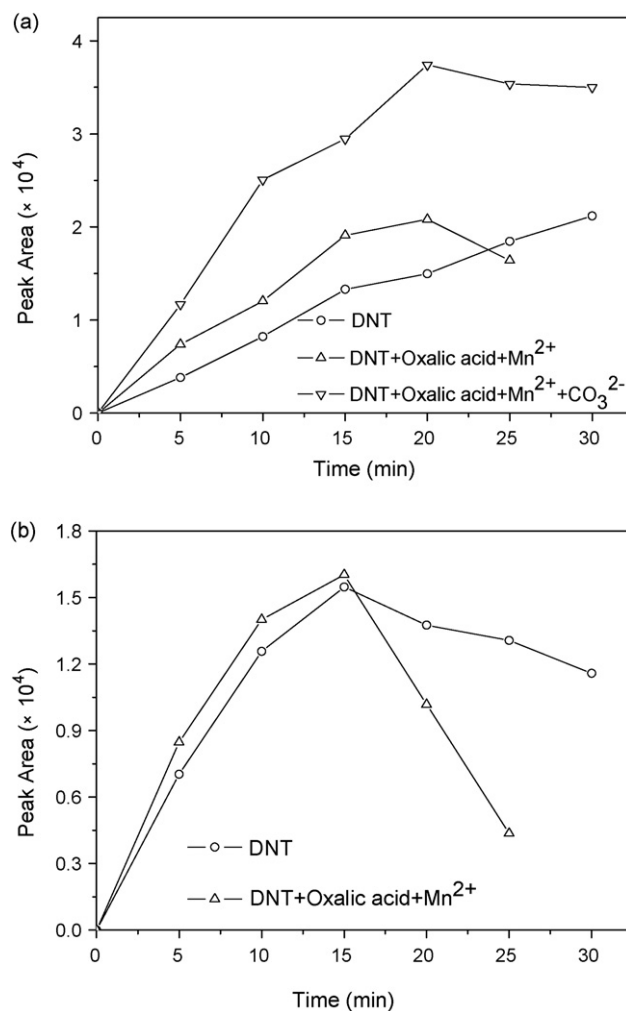 (a)
4
3
2
1
0
Peak Area (× 10⁴)
DNT
DNT+Oxalic acid+Mn²⁺
DNT+Oxalic acid+Mn²⁺+CO₃²⁻
0 5 10 15 20 25 30
Time (min)
(b)
1.8
1.5
1.2
0.9
0.6
0.3
0.0
Peak Area (× 10⁴)
DNT
DNT+Oxalic acid+Mn²⁺
0 5 10 15 20 25 30
Time (min)